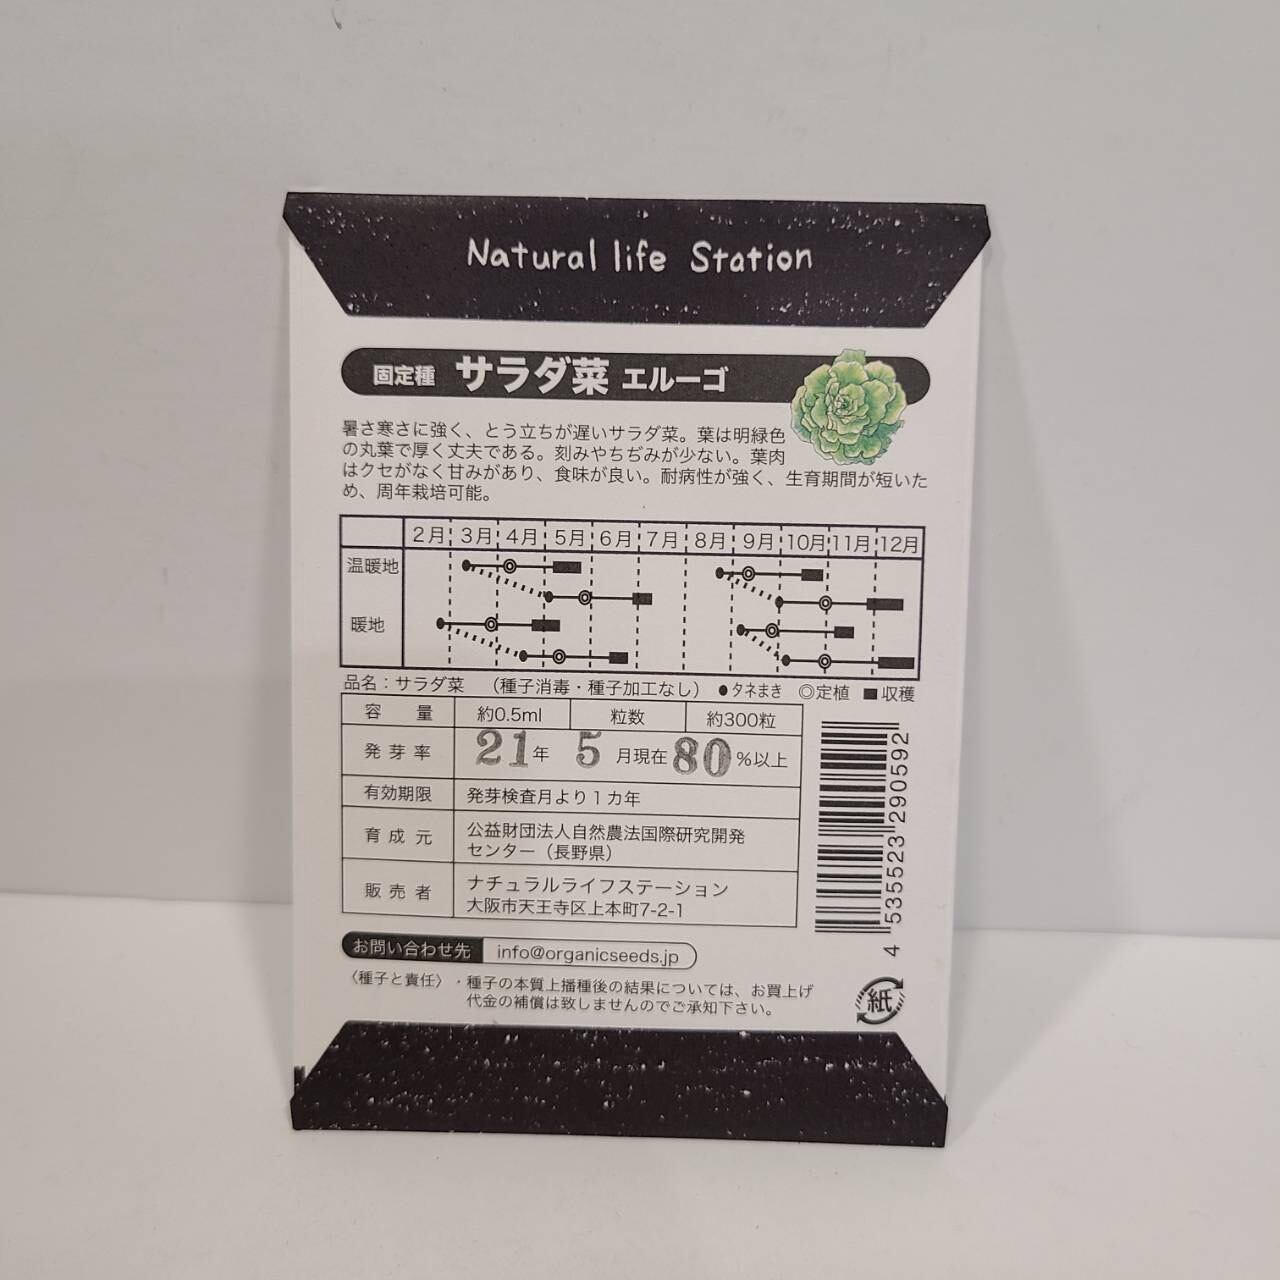 Natural life Station
固定種 サラダ菜 エルーゴ
暑さ寒さに強く、とう立ちが遅いサラダ菜。葉は明緑色
の丸葉で厚く丈夫である。刻みやちぢみが少ない。葉肉
はクセがなく甘みがあり、食味が良い。耐病性が強く、生育期間が短いた
め、周年栽培可能。
2月 3月 4月 5月 6月 7月 8月 9月 10月 11月 12月
温暖地
暖地
品名：サラダ菜 （種子消毒・種子加工なし） ●タネまき ◎定植 ■収穫
容 量 約0.5ml 粒数 約300粒
発 芽 率 21年 5月現在 80%以上
有効期限 発芽検査月より1カ年
育 成 元 公益財団法人自然農法国際研究開発
センター（長野県）
販 売 者 ナチュラルライフステーション
大阪市天王寺区上本町7-2-1
4 535523 290592
お問い合わせ先 info@organicseeds.jp
〈種子と責任〉・種子の本質上播種後の結果については、お買上げ
代金の補償は致しませんのでご承知下さい。
紙